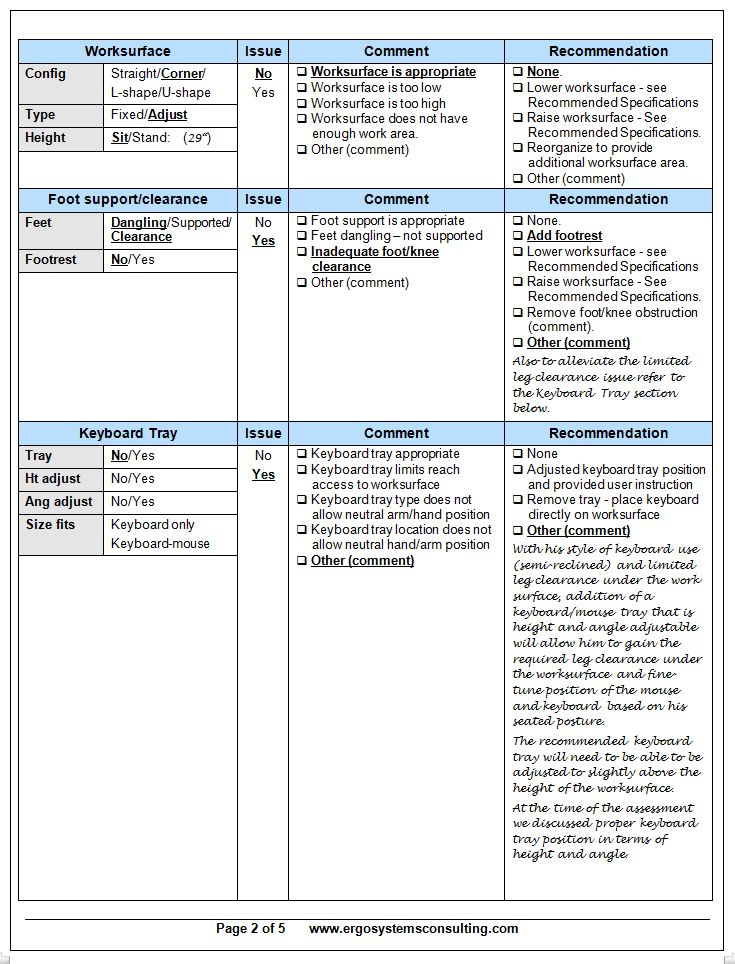 Worksurface Issue Comment Recommendation
Config Straight/Corner/
L-shape/U-shape
Type Fixed/Adjust
Height Sit/Stand: (29“)
No
Yes
❑ Worksurface is appropriate
❑ Worksurface is too low
❑ Worksurface is too high
❑ Worksurface does not have
enough work area.
❑ Other (comment)
❑ None.
❑ Lower worksurface - see
Recommended Specifications
❑ Raise worksurface - See
Recommended Specifications.
❑ Reorganize to provide
additional worksurface area.
❑ Other (comment)
Foot support/clearance Issue Comment Recommendation
Feet Dangling/Supported/
Clearance
Footrest No/Yes
No
Yes
❑ Foot support is appropriate
❑ Feet dangling – not supported
❑ Inadequate foot/knee
clearance
❑ Other (comment)
❑ None.
❑ Add footrest
❑ Lower worksurface - see
Recommended Specifications
❑ Raise worksurface - See
Recommended Specifications.
❑ Remove foot/knee obstruction
(comment).
❑ Other (comment)
Also to alleviate the limited
leg clearance issue refer to
the Keyboard Tray section
below.
Keyboard Tray Issue Comment Recommendation
Tray No/Yes
Ht adjust No/Yes
Ang adjust No/Yes
Size fits Keyboard only
Keyboard-mouse
No
Yes
❑ Keyboard tray appropriate
❑ Keyboard tray limits reach
access to worksurface
❑ Keyboard tray type does not
allow neutral arm/hand position
❑ Keyboard tray location does not
allow neutral hand/arm position
❑ Other (comment)
❑ None
❑ Adjusted keyboard tray position
and provided user instruction
❑ Remove tray - place keyboard
directly on worksurface
❑ Other (comment)
With his style of keyboard use
(semi-reclined) and limited
leg clearance under the work
surface, addition of a
keyboard/mouse tray that is
height and angle adjustable
will allow him to gain the
required leg clearance under
the worksurface and fine-
tune position of the mouse
and keyboard based on his
seated posture.
The recommended keyboard
tray will need to be able to be
adjusted to slightly above the
height of the worksurface.
At the time of the assessment
we discussed proper keyboard
tray position in terms of
height and angle.
Page 2 of 5 www.ergosystemsconsulting.com